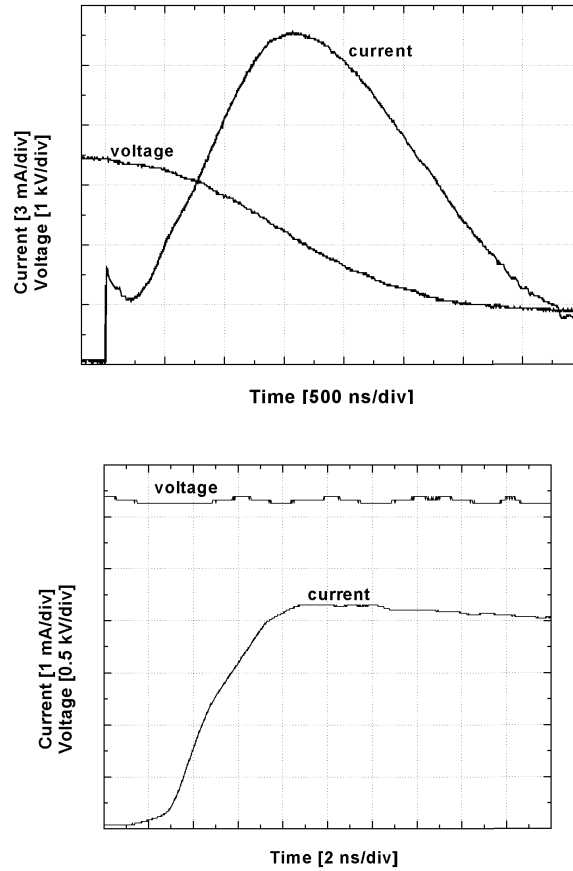 current
voltage
Current [3 mA/div]
Voltage [1 kV/div]
Time [500 ns/div]
voltage
current
Current [1 mA/div]
Voltage [0.5 kV/div]
Time [2 ns/div]